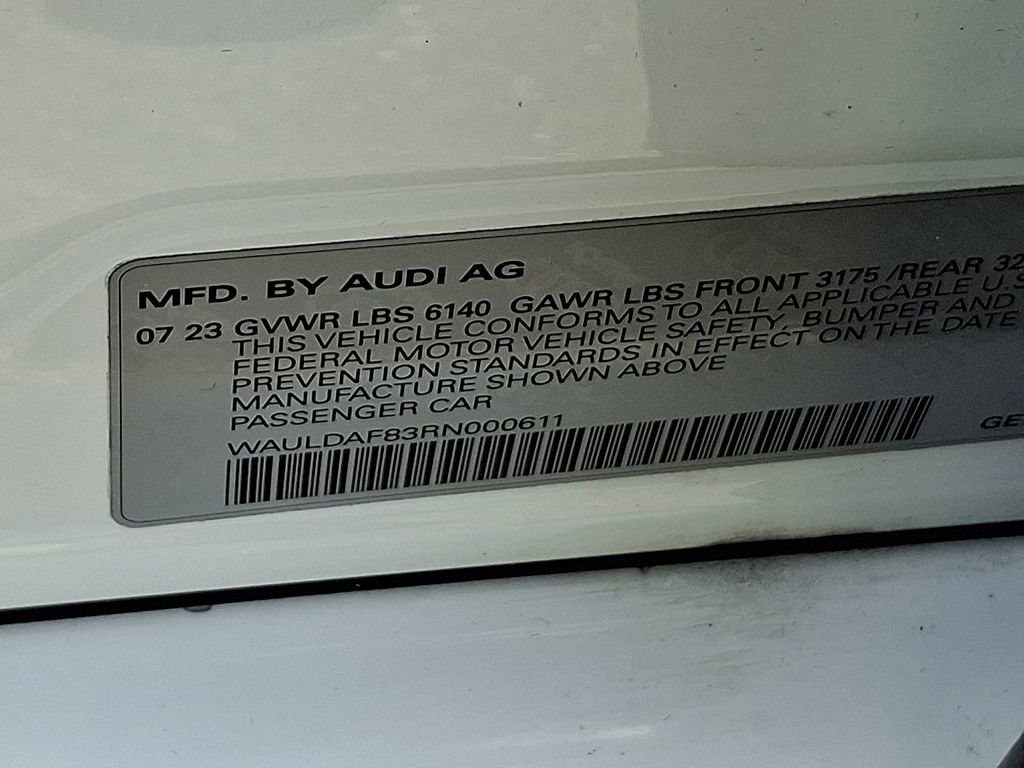 MFD. BY AUDI AG
07 23 GVWR LBS 6140 GAWR LBS FRONT 3175 /REAR 32
THIS VEHICLE CONFORMS TO ALL APPLICABLE U.S
FEDERAL MOTOR VEHICLE SAFETY, BUMPER AND
PREVENTION STANDARDS IN EFFECT ON THE DATE
MANUFACTURE SHOWN ABOVE
PASSENGER CAR
WAULDAF83RN000611
GE